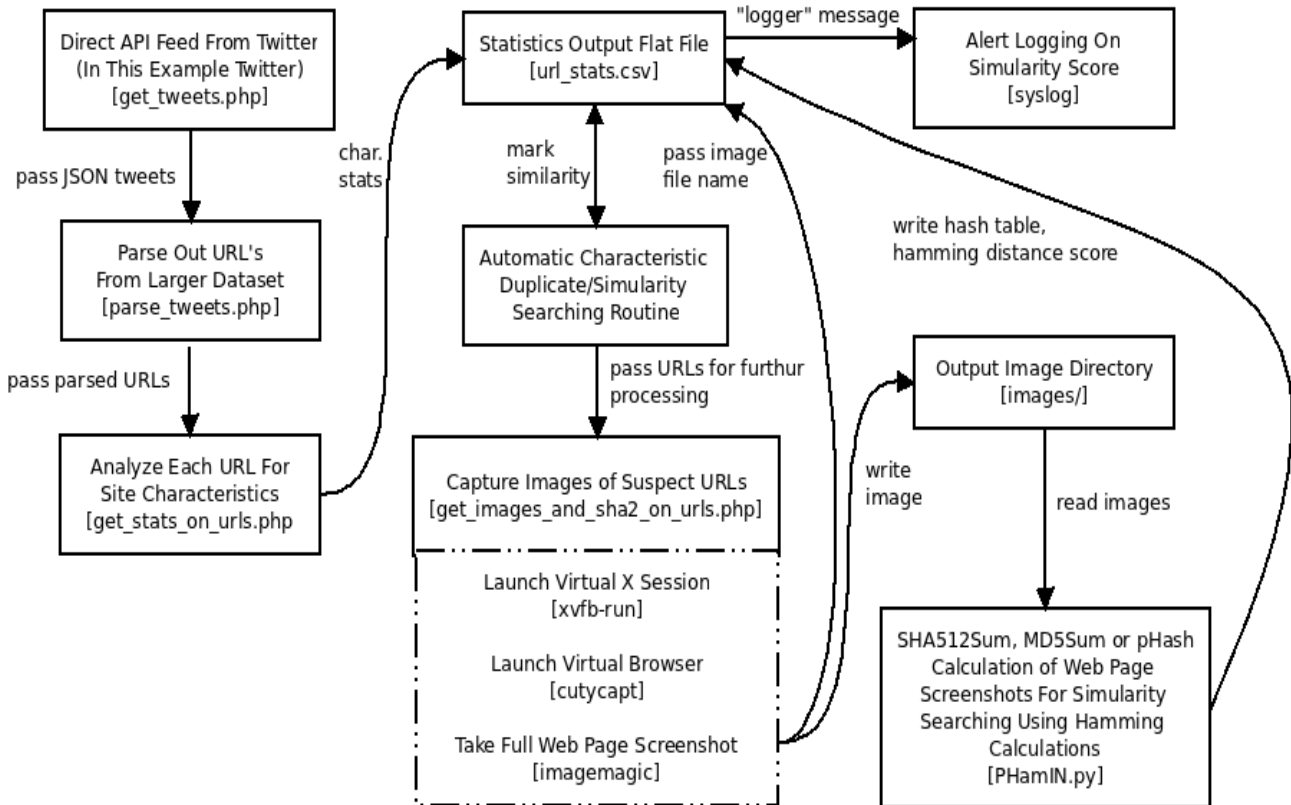 Direct API Feed From Twitter
(In This Example Twitter)
[get_tweets.php]
pass JSON tweets
Parse Out URL's
From Larger Dataset
[parse_tweets.php]
pass parsed URLs
Analyze Each URL For
Site Characteristics
[get_stats_on_urls.php
char.
stats
Statistics Output Flat File
[url_stats.csv]
"logger" message
Alert Logging On
Simularity Score
[syslog]
mark
similarity
pass image
file name
write hash table,
hamming distance score
Automatic Characteristic
Duplicate/Simularity
Searching Routine
pass URLs for furthur
processing
Capture Images of Suspect URLs
[get_images_and_sha2_on_urls.php]
Launch Virtual X Session
[xvfb-run]
Launch Virtual Browser
[cutycapt]
Take Full Web Page Screenshot
[imagemagic]
write
image
Output Image Directory
[images/]
read images
SHA512Sum, MD5Sum or pHash
Calculation of Web Page
Screenshots For Simularity
Searching Using Hamming
Calculations
[PHamIN.py]